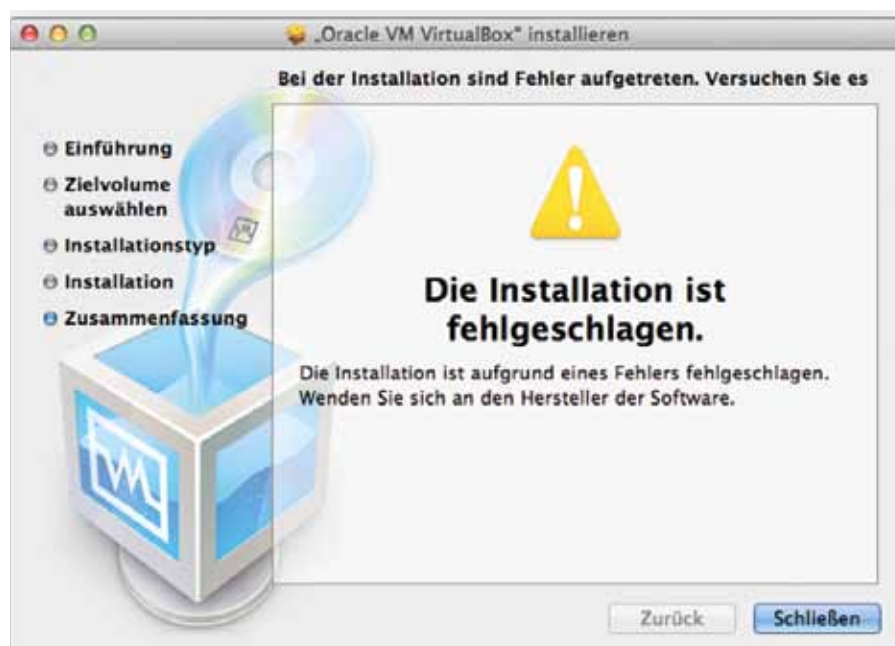 „Oracle VM VirtualBox“ installieren
Bei der Installation sind Fehler aufgetreten. Versuchen Sie es
Einführung
Zielvolume
auswählen
Installationstyp
Installation
Zusammenfassung
Die Installation ist
fehlgeschlagen.
Die Installation ist aufgrund eines Fehlers fehlgeschlagen.
Wenden Sie sich an den Hersteller der Software.
Zurück
Schließen